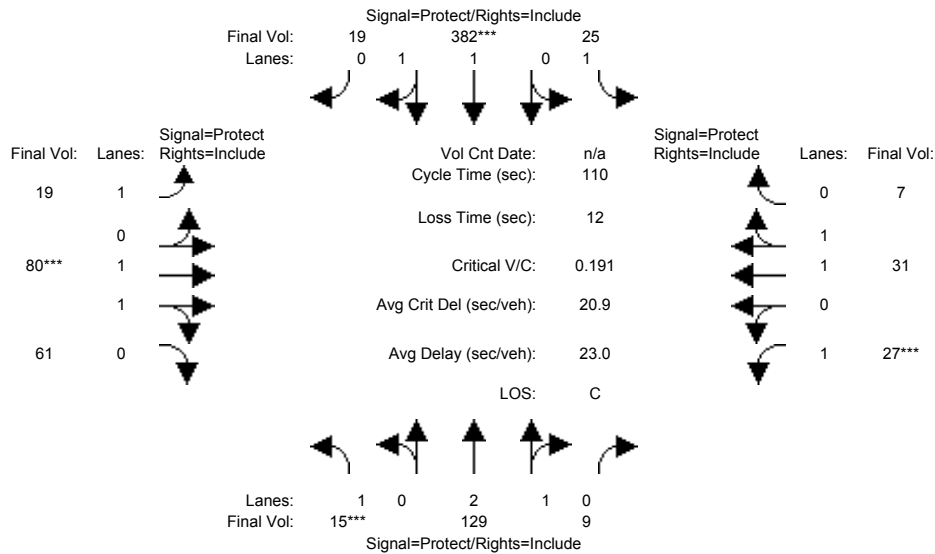 Signal=Protect/Rights=Include
Final Vol: 19 382*** 25
Lanes: 0 1 1 0 1
Signal=Protect
Final Vol: Lanes: Rights=Include
Vol Cnt Date: n/a
Signal=Protect
Rights=Include Lanes: Final Vol:
Cycle Time (sec): 110
19 1
0 7
Loss Time (sec): 12
0
1
80*** 1
Critical V/C: 0.191
1 31
1
Avg Crit Del (sec/veh): 20.9
0
61 0
Avg Delay (sec/veh): 23.0
1 27***
LOS: C
Lanes: 1 0 2 1 0
Final Vol: 15*** 129 9
Signal=Protect/Rights=Include